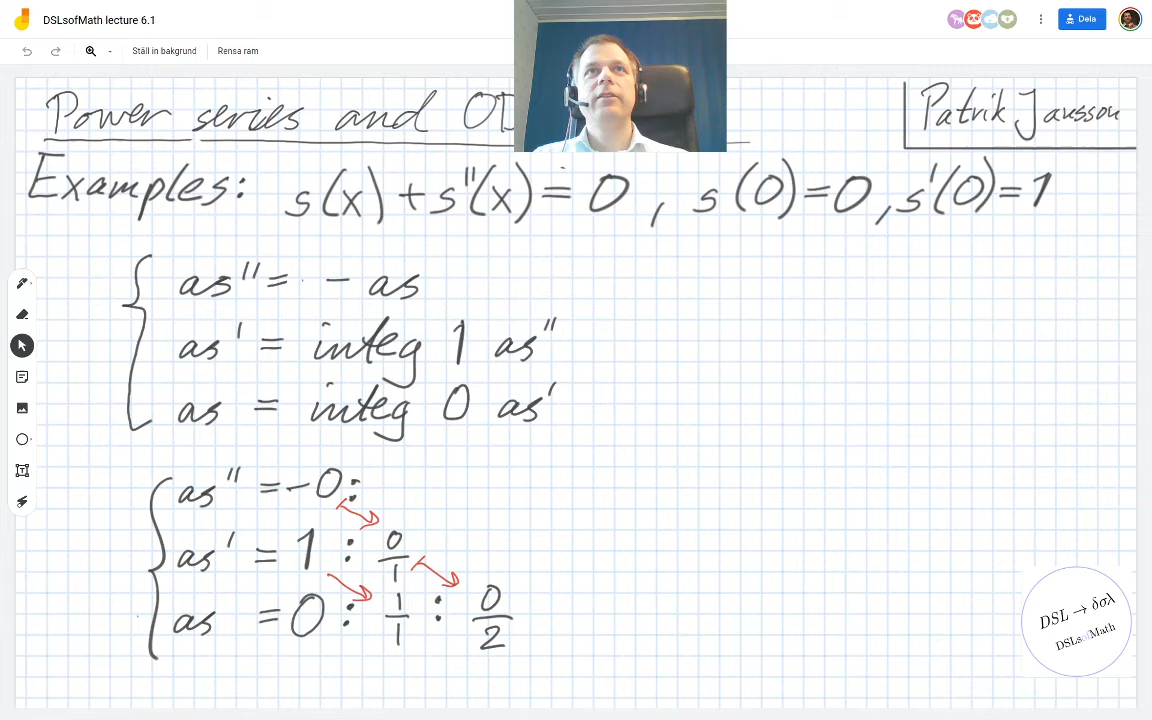 DSLsofMath lecture 6.1
Dela
Ställ in bakgrund Rensa ram
Power series and OD
Patrik Jansson
Examples: s(x) + s''(x) = 0, s(0) = 0, s'(0) = 1
as'' = - as
as' = integ 1 as''
as = integ 0 as'
as'' = -0 :
as' = 1 : 0/1
as = 0 : 1/1 : 0/2
DSL → δσλ
DSLsofMath